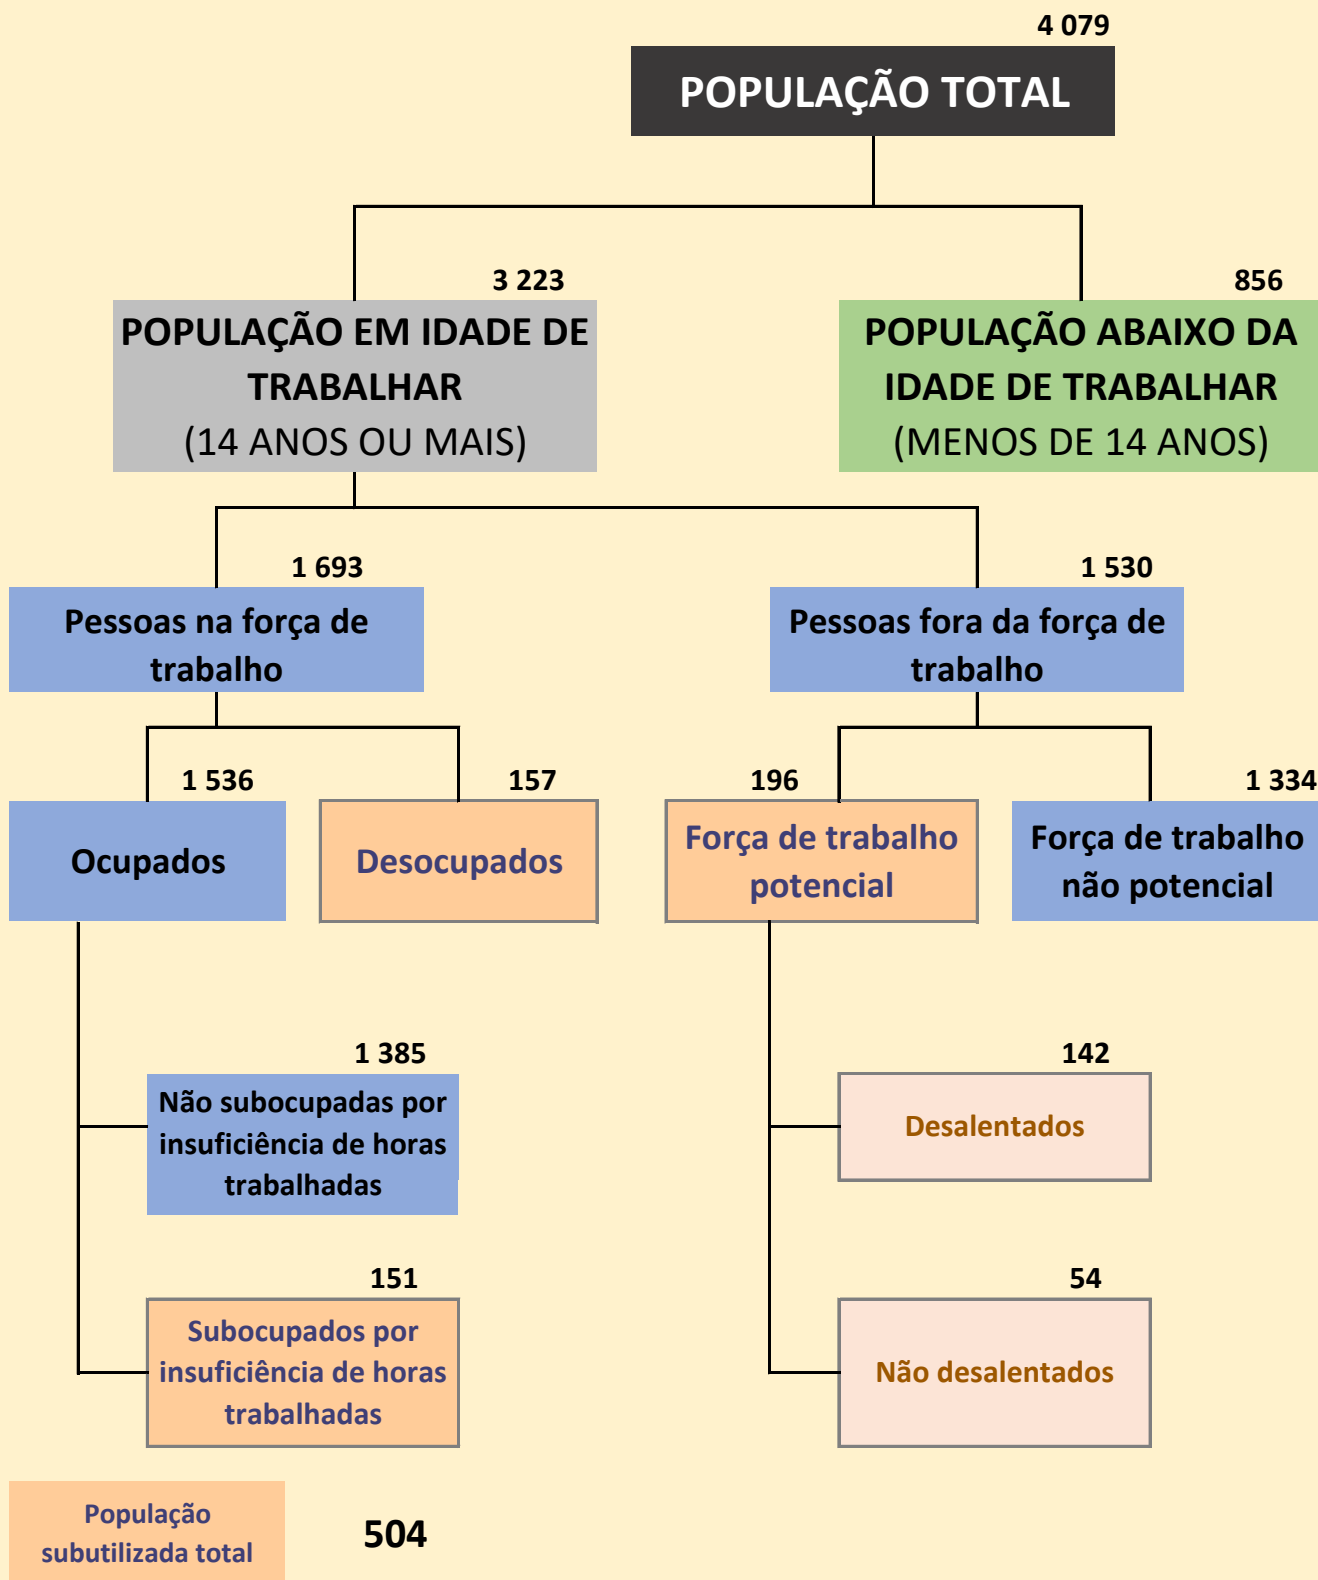 4 079
POPULAÇÃO TOTAL
3 223
POPULAÇÃO EM IDADE DE
TRABALHAR
(14 ANOS OU MAIS)
856
POPULAÇÃO ABAIXO DA
IDADE DE TRABALHAR
(MENOS DE 14 ANOS)
1 693
Pessoas na força de
trabalho
1 530
Pessoas fora da força de
trabalho
1 536
Ocupados
157
Desocupados
196
Força de trabalho
potencial
1 334
Força de trabalho
não potencial
1 385
Não subocupadas por
insuficiência de horas
trabalhadas
142
Desalentados
151
Subocupados por
insuficiência de horas
trabalhadas
54
Não desalentados
População
subutilizada total
504